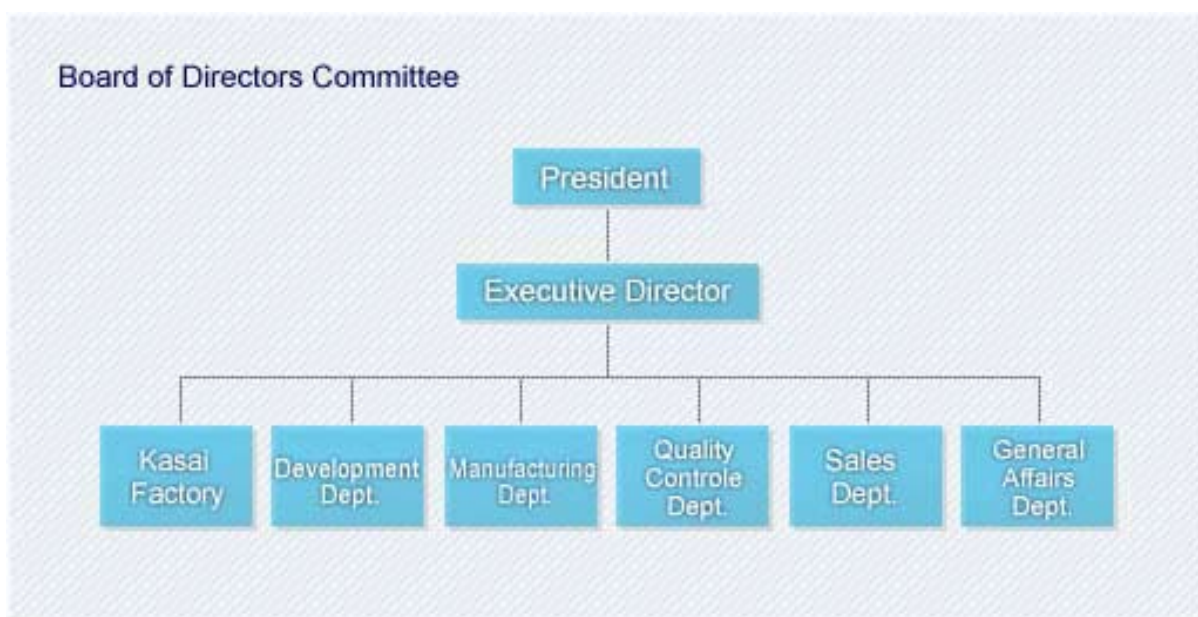 Board of Directors Committee
President
Executive Director
Kasai
Factory
Development
Dept.
Manufacturing
Dept.
Quality
Controle
Dept.
Sales
Dept.
General
Affairs
Dept.